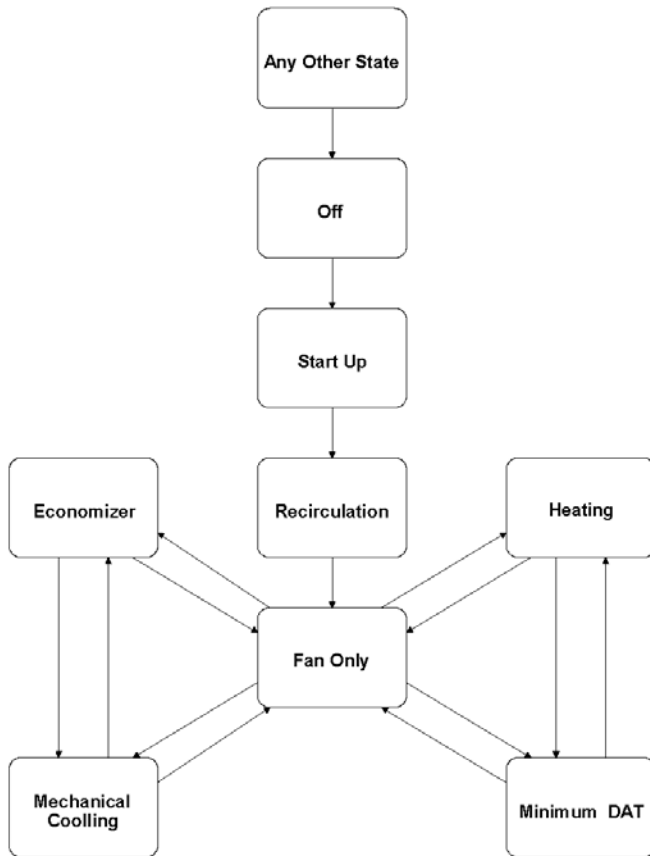 Any Other State
Off
Start Up
Economizer
Recirculation
Heating
Fan Only
Mechanical
Coolling
Minimum DAT